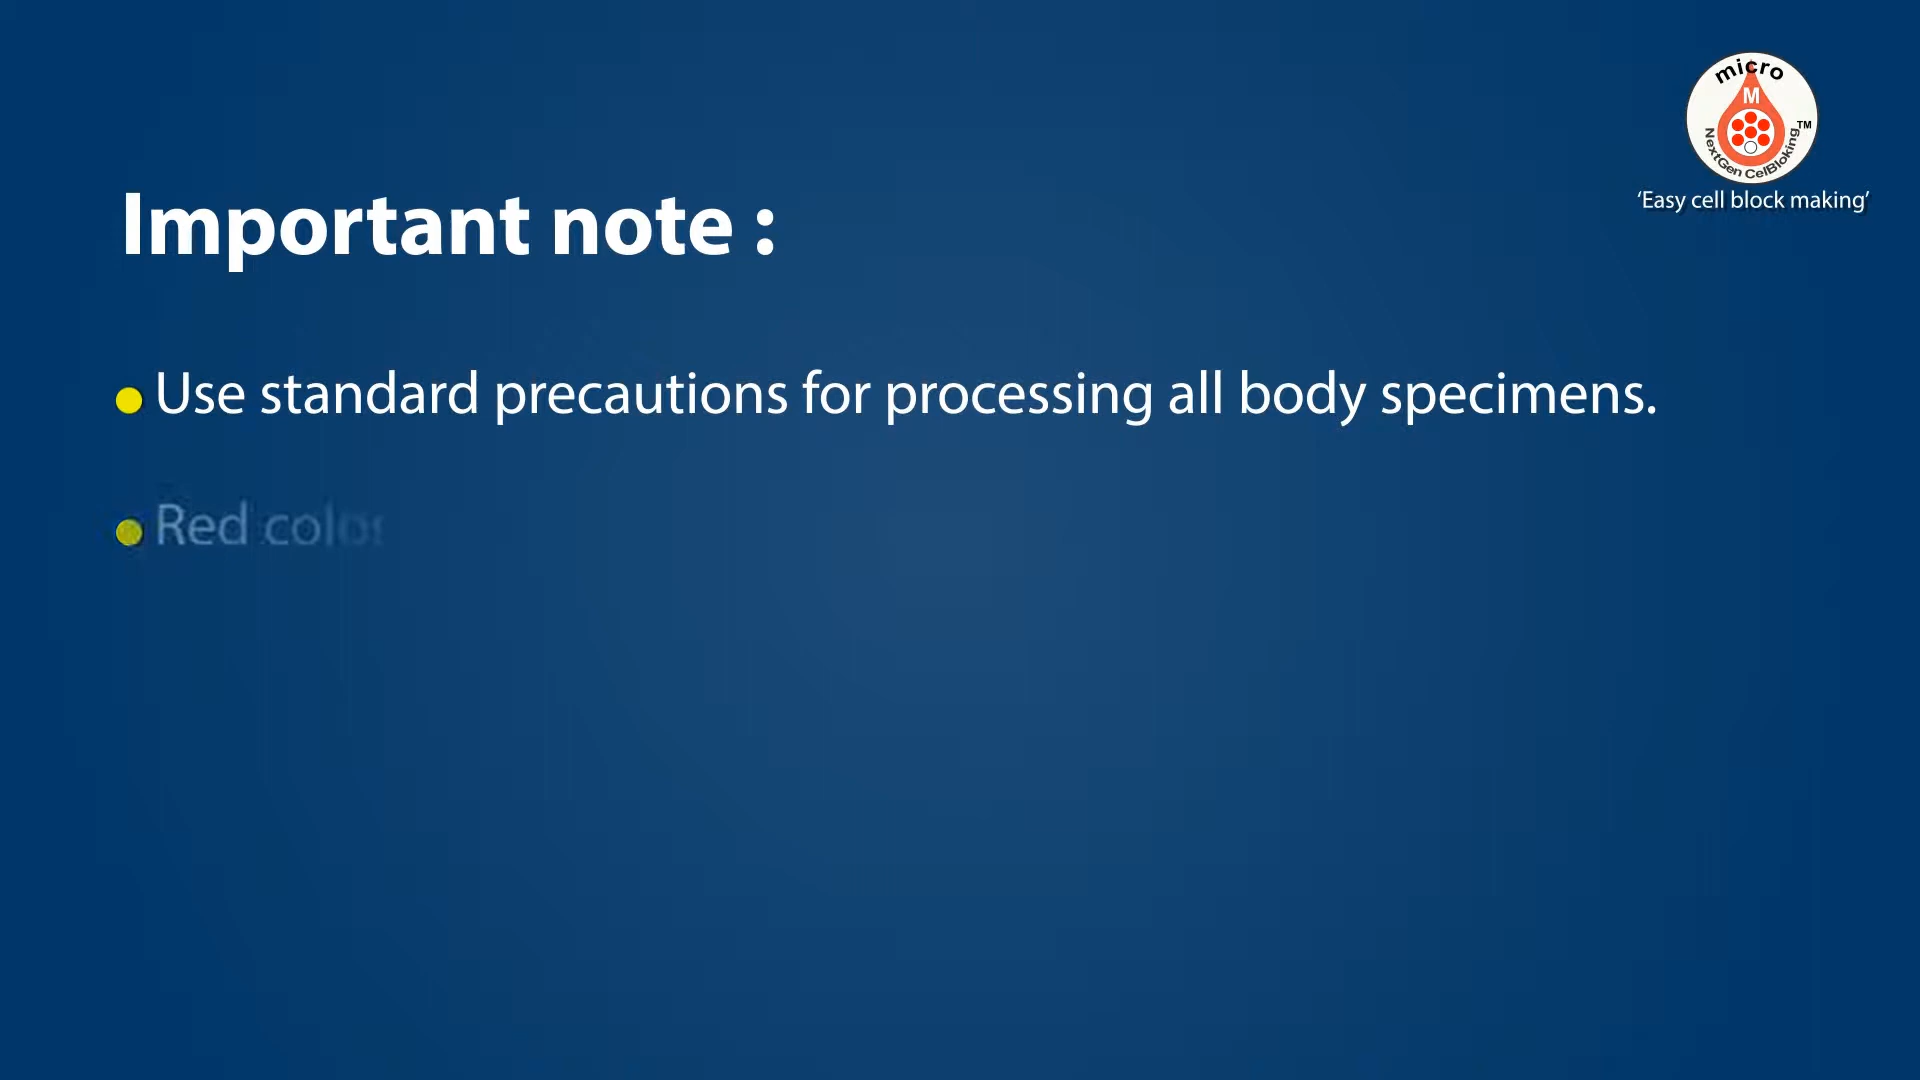 micro
M
NextGen CelBloking
TM
‘Easy cell block making’
Important note :
Use standard precautions for processing all body specimens.
Red color